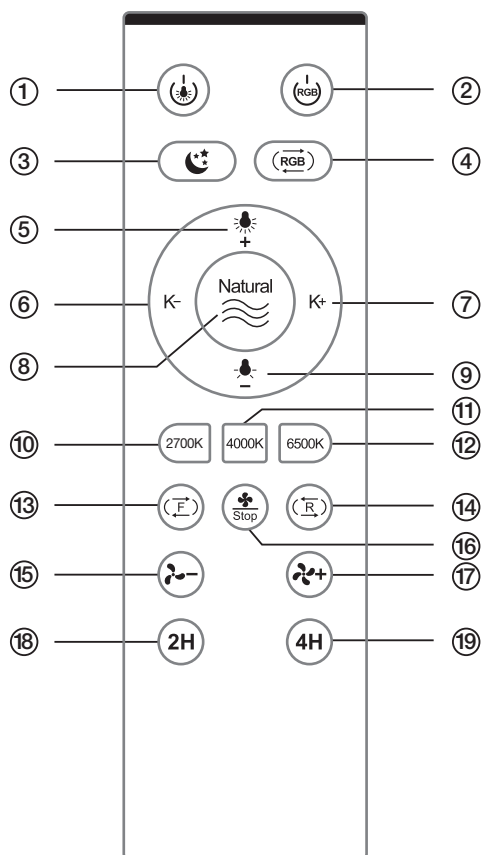 ① ②
RGB
③ ④
RGB
⑤
+
⑥ K- K+ ⑦
Natural
⑧
⑨
−
⑪
⑩ 2700K 4000K 6500K ⑫
⑬ F R ⑭
Stop
⑯
⑮ − + ⑰
⑱ 2H 4H ⑲